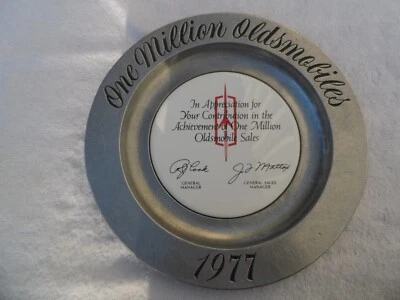 One Million Oldsmobiles
In Appreciation for
Your Contribution in the
Achievement of One Million
Oldsmobile Sales
GENERAL MANAGER
GENERAL SALES MANAGER
1977